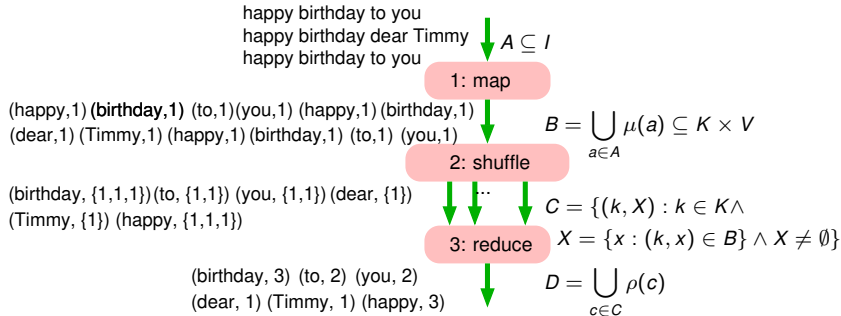 happy birthday to you
happy birthday dear Timmy
happy birthday to you
A ⊆ I
1: map
(happy,1) (birthday,1) (to,1)(you,1) (happy,1)(birthday,1)
(dear,1) (Timmy,1) (happy,1) (birthday,1) (to,1) (you,1)
B = ⋃ μ(a) ⊆ K × V
a∈A
2: shuffle
(birthday, {1,1,1})(to, {1,1}) (you, {1,1}) (dear, {1})
(Timmy, {1}) (happy, {1,1,1})
...
C = {(k, X) : k ∈ K∧
X = {x : (k, x) ∈ B} ∧ X ≠ ∅}
3: reduce
(birthday, 3) (to, 2) (you, 2)
(dear, 1) (Timmy, 1) (happy, 3)
D = ⋃ ρ(c)
c∈C